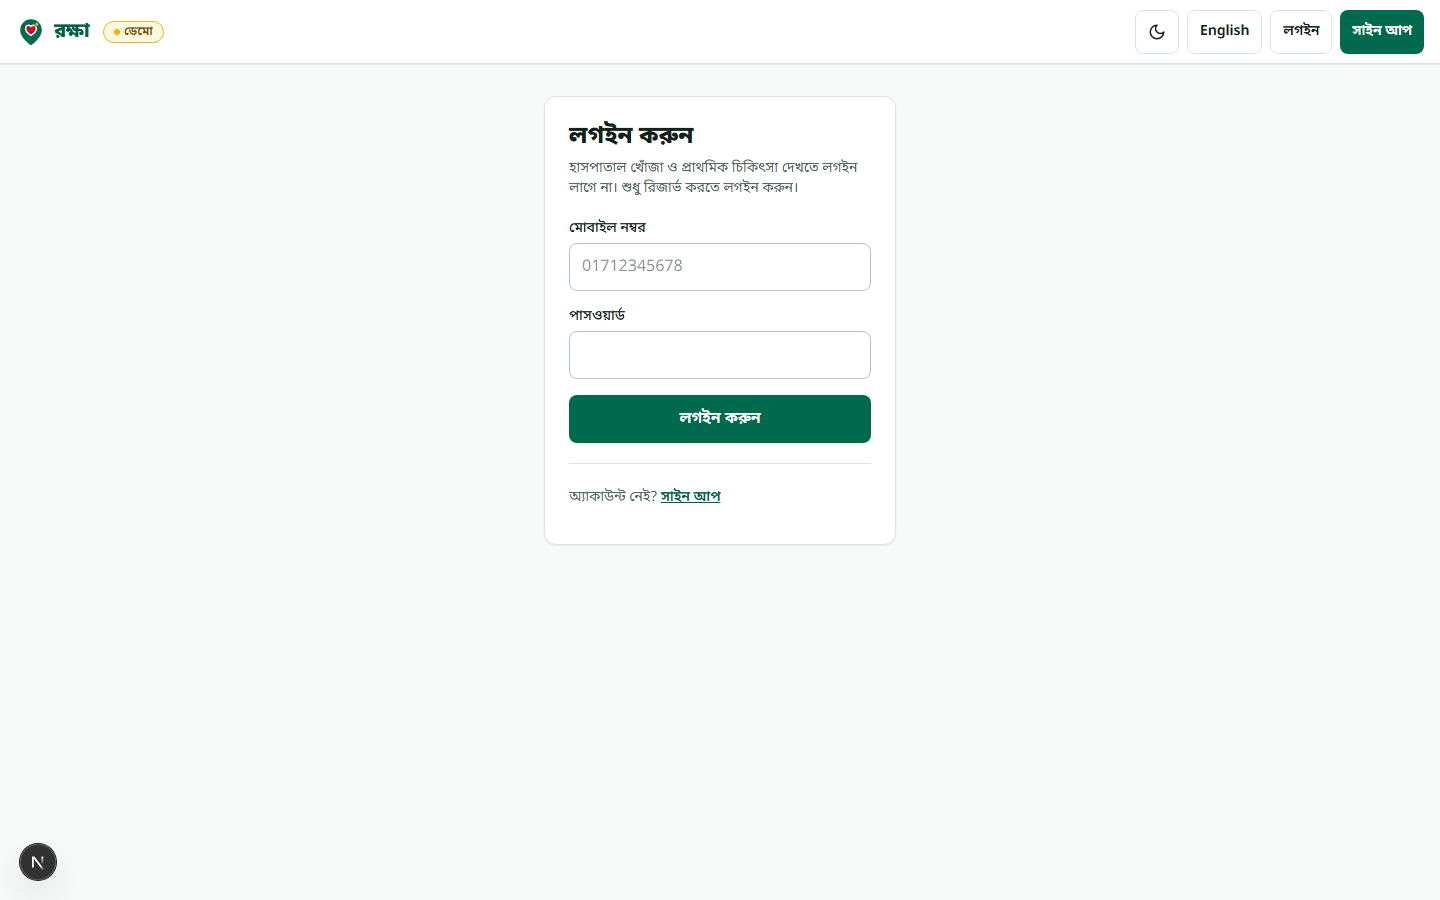 রক্ষা
ডেমো
English
লগইন
সাইন আপ
লগইন করুন
হাসপাতাল খোঁজা ও প্রাথমিক চিকিৎসা দেখতে লগইন
লাগে না। শুধু রিজার্ভ করতে লগইন করুন।
মোবাইল নম্বর
01712345678
পাসওয়ার্ড
লগইন করুন
অ্যাকাউন্ট নেই? সাইন আপ
N